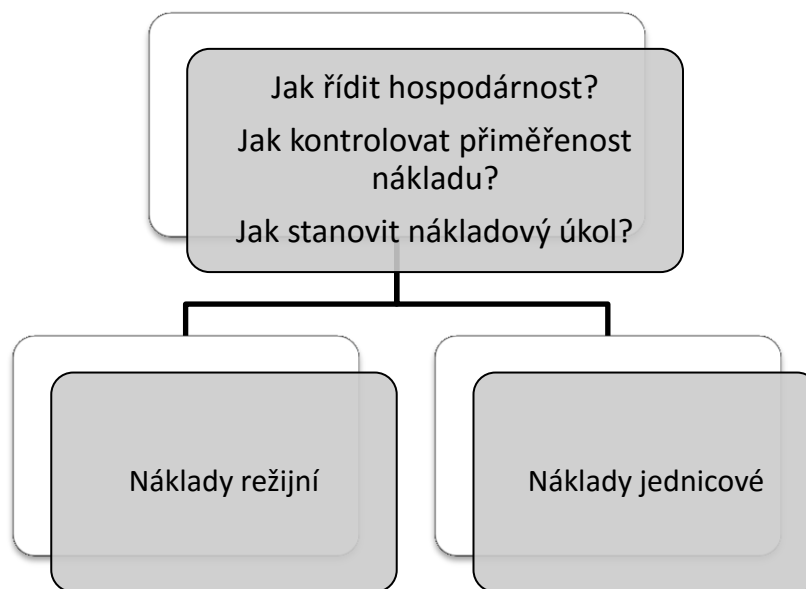 Jak řídit hospodárnost?
Jak kontrolovat přiměřenost
nákladu?
Jak stanovit nákladový úkol?
Náklady režijní
Náklady jednicové